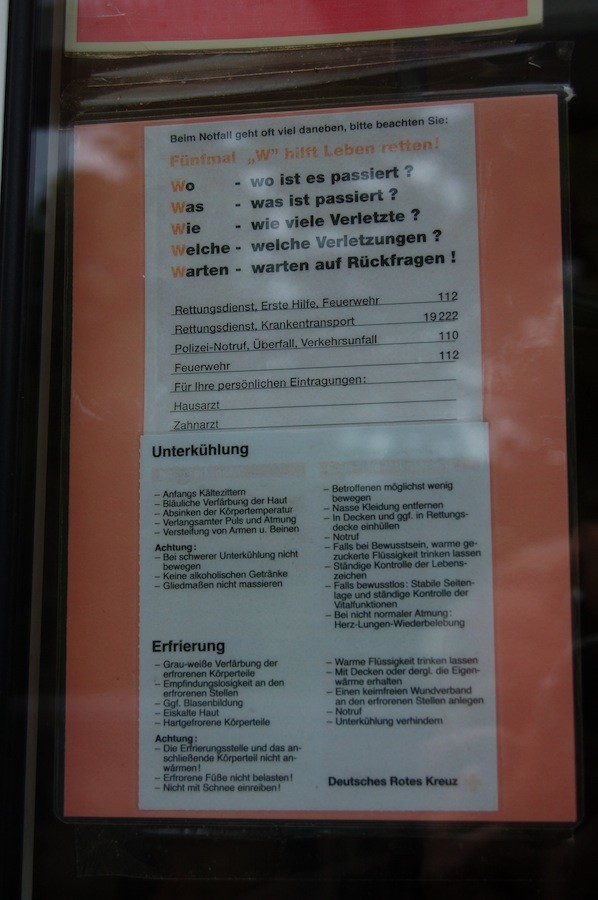 Beim Notfall geht oft viel daneben, bitte beachten Sie:
Fünfmal „W” hilft Leben retten!
Wo - wo ist es passiert ?
Was - was ist passiert ?
Wie - wie viele Verletzte ?
Welche - welche Verletzungen ?
Warten - warten auf Rückfragen !
Rettungsdienst, Erste Hilfe, Feuerwehr 112
Rettungsdienst, Krankentransport 19 222
Polizei-Notruf, Überfall, Verkehrsunfall 110
Feuerwehr 112
Für Ihre persönlichen Eintragungen:
Hausarzt
Zahnarzt
Unterkühlung
– Anfangs Kältezittern
– Bläuliche Verfärbung der Haut
– Absinken der Körpertemperatur
– Verlangsamter Puls und Atmung
– Versteifung von Armen u. Beinen
Achtung:
– Bei schwerer Unterkühlung nicht
bewegen
– Keine alkoholischen Getränke
– Gliedmaßen nicht massieren
– Betroffenen möglichst wenig
bewegen
– Nasse Kleidung entfernen
– In Decken und ggf. in Rettungs-
decke einhüllen
– Notruf
– Falls bei Bewusstsein, warme ge-
zuckerte Flüssigkeit trinken lassen
– Ständige Kontrolle der Lebens-
zeichen
– Falls bewusstlos: Stabile Seiten-
lage und ständige Kontrolle der
Vitalfunktionen
– Bei nicht normaler Atmung:
Herz-Lungen-Wiederbelebung
Erfrierung
– Grau-weiße Verfärbung der
erfrorenen Körperteile
– Empfindungslosigkeit an den
erfrorenen Stellen
– Ggf. Blasenbildung
– Eiskalte Haut
– Hartgefrorene Körperteile
Achtung:
– Die Erfrierungsstelle und das an-
schließende Körperteil nicht an-
wärmen!
– Erfrorene Füße nicht belasten!
– Nicht mit Schnee einreiben!
– Warme Flüssigkeit trinken lassen
– Mit Decken oder dergl. die Eigen-
wärme erhalten
– Einen keimfreien Wundverband
an den erfrorenen Stellen anlegen
– Notruf
– Unterkühlung verhindern
Deutsches Rotes Kreuz